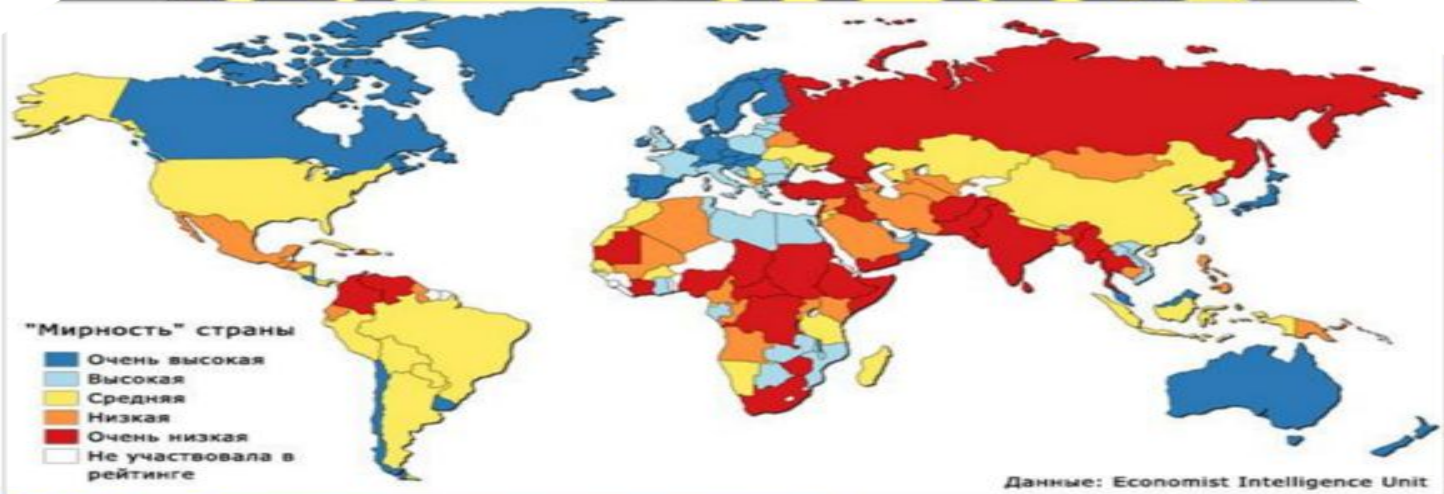 "Мирность" страны
Очень высокая
Высокая
Средняя
Низкая
Очень низкая
Не участвовала в
рейтинге
Данные: Economist Intelligence Unit